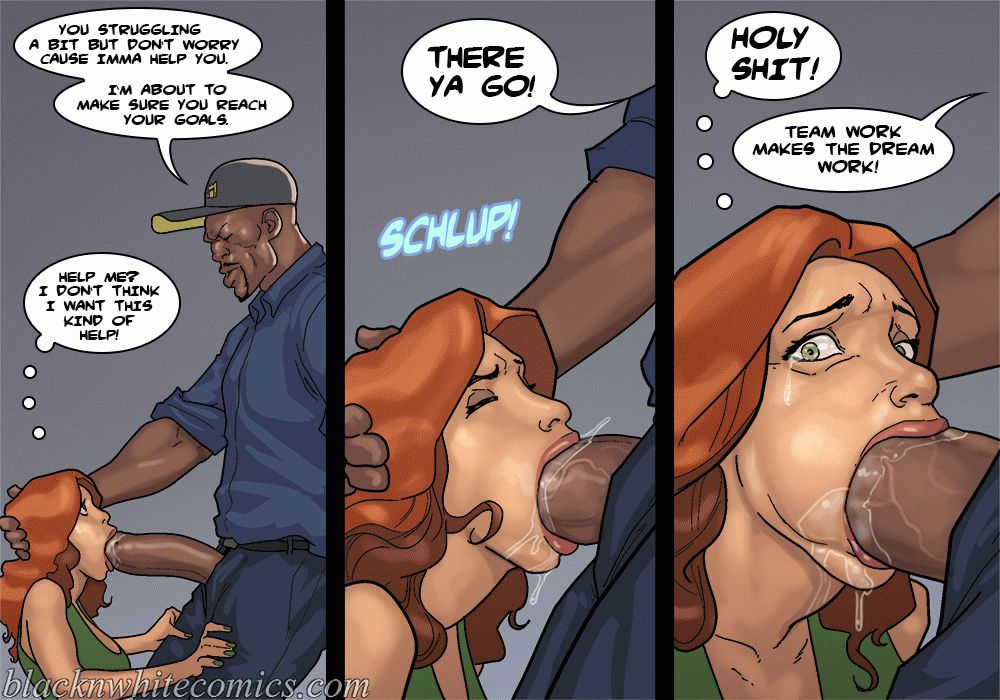 YOU STRUGGLING
A BIT BUT DON'T WORRY
CAUSE IMMA HELP YOU.
I'M ABOUT TO
MAKE SURE YOU REACH
YOUR GOALS.
HELP ME?
I DON'T THINK
I WANT THIS
KIND OF
HELP!
THERE
YA GO!
SCHLUP!
HOLY
SHIT!
TEAM WORK
MAKES THE DREAM
WORK!
blacknwhitecomics.com